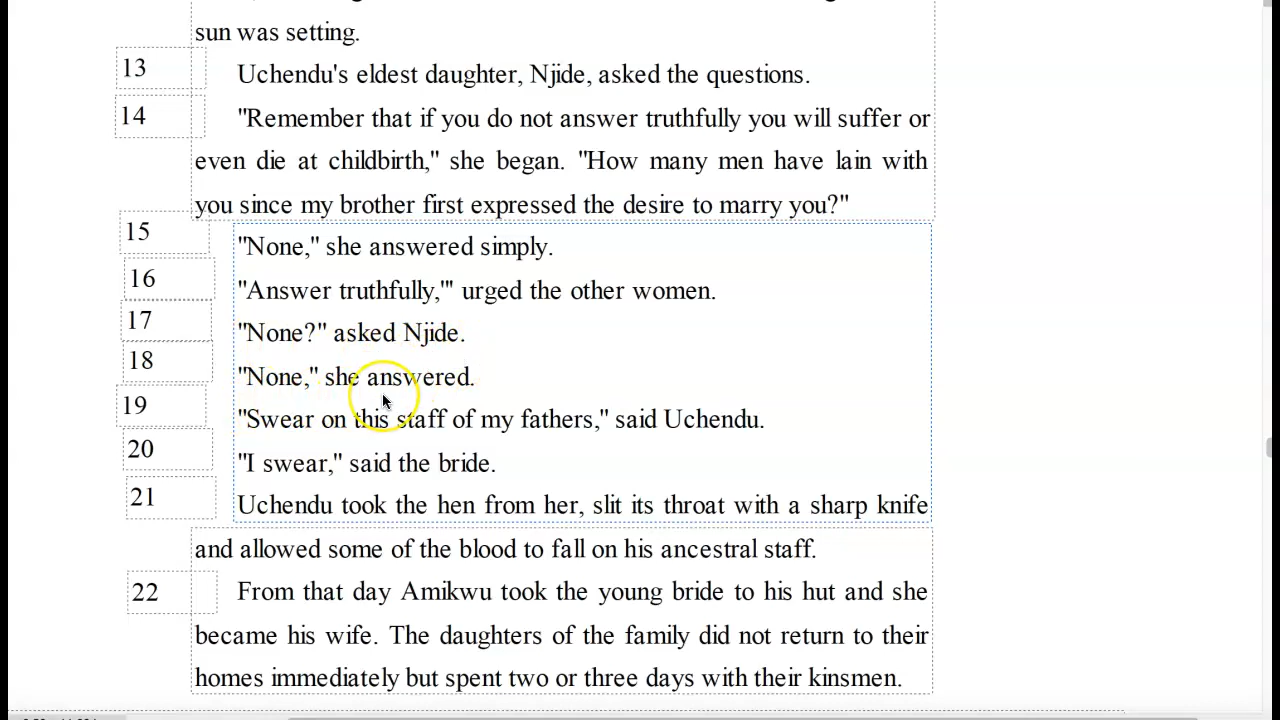 sun was setting.
13 Uchendu's eldest daughter, Njide, asked the questions.
14 "Remember that if you do not answer truthfully you will suffer or
even die at childbirth," she began. "How many men have lain with
you since my brother first expressed the desire to marry you?"
15 "None," she answered simply.
16 "Answer truthfully,'" urged the other women.
17 "None?" asked Njide.
18 "None," she answered.
19 "Swear on this staff of my fathers," said Uchendu.
20 "I swear," said the bride.
21 Uchendu took the hen from her, slit its throat with a sharp knife
and allowed some of the blood to fall on his ancestral staff.
22 From that day Amikwu took the young bride to his hut and she
became his wife. The daughters of the family did not return to their
homes immediately but spent two or three days with their kinsmen.